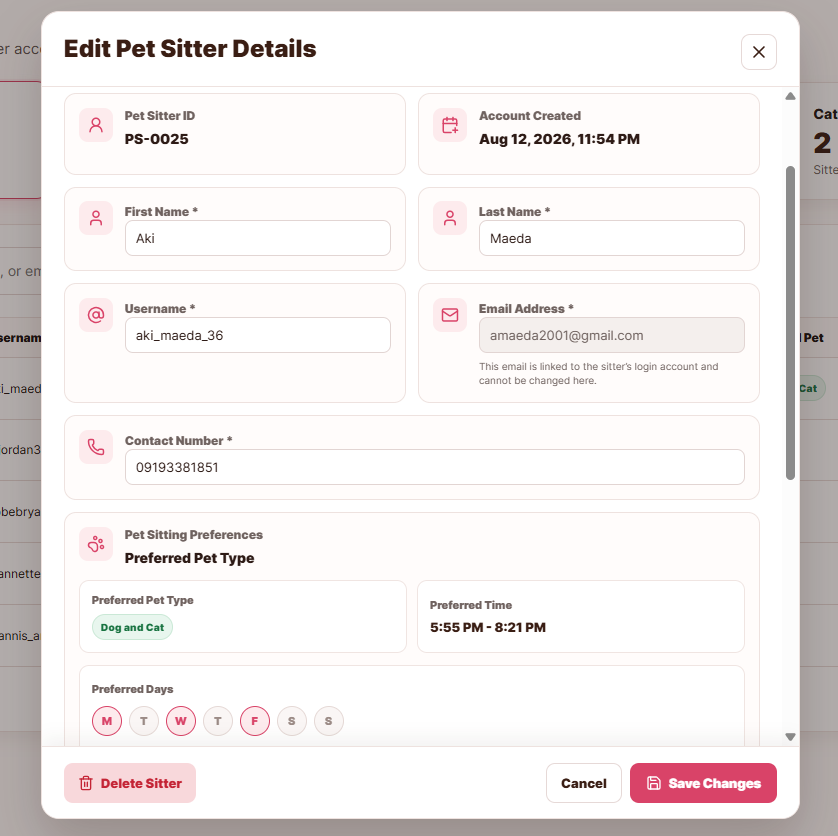 Edit Pet Sitter Details
er acc
Pet Sitter ID
PS-0025
Account Created
Aug 12, 2026, 11:54 PM
Cat
2
Sitte
First Name *
Aki
Last Name *
Maeda
, or em
Username *
aki_maeda_36
Email Address *
amaeda2001@gmail.com
This email is linked to the sitter's login account and
cannot be changed here.
sernam
Pet
ki_maed
Cat
Contact Number *
09193381851
jordan3
bebrya
Pet Sitting Preferences
Preferred Pet Type
annette
Preferred Pet Type
Dog and Cat
Preferred Time
5:55 PM - 8:21 PM
annis_a
Preferred Days
M T W T F S S
Delete Sitter
Cancel
Save Changes